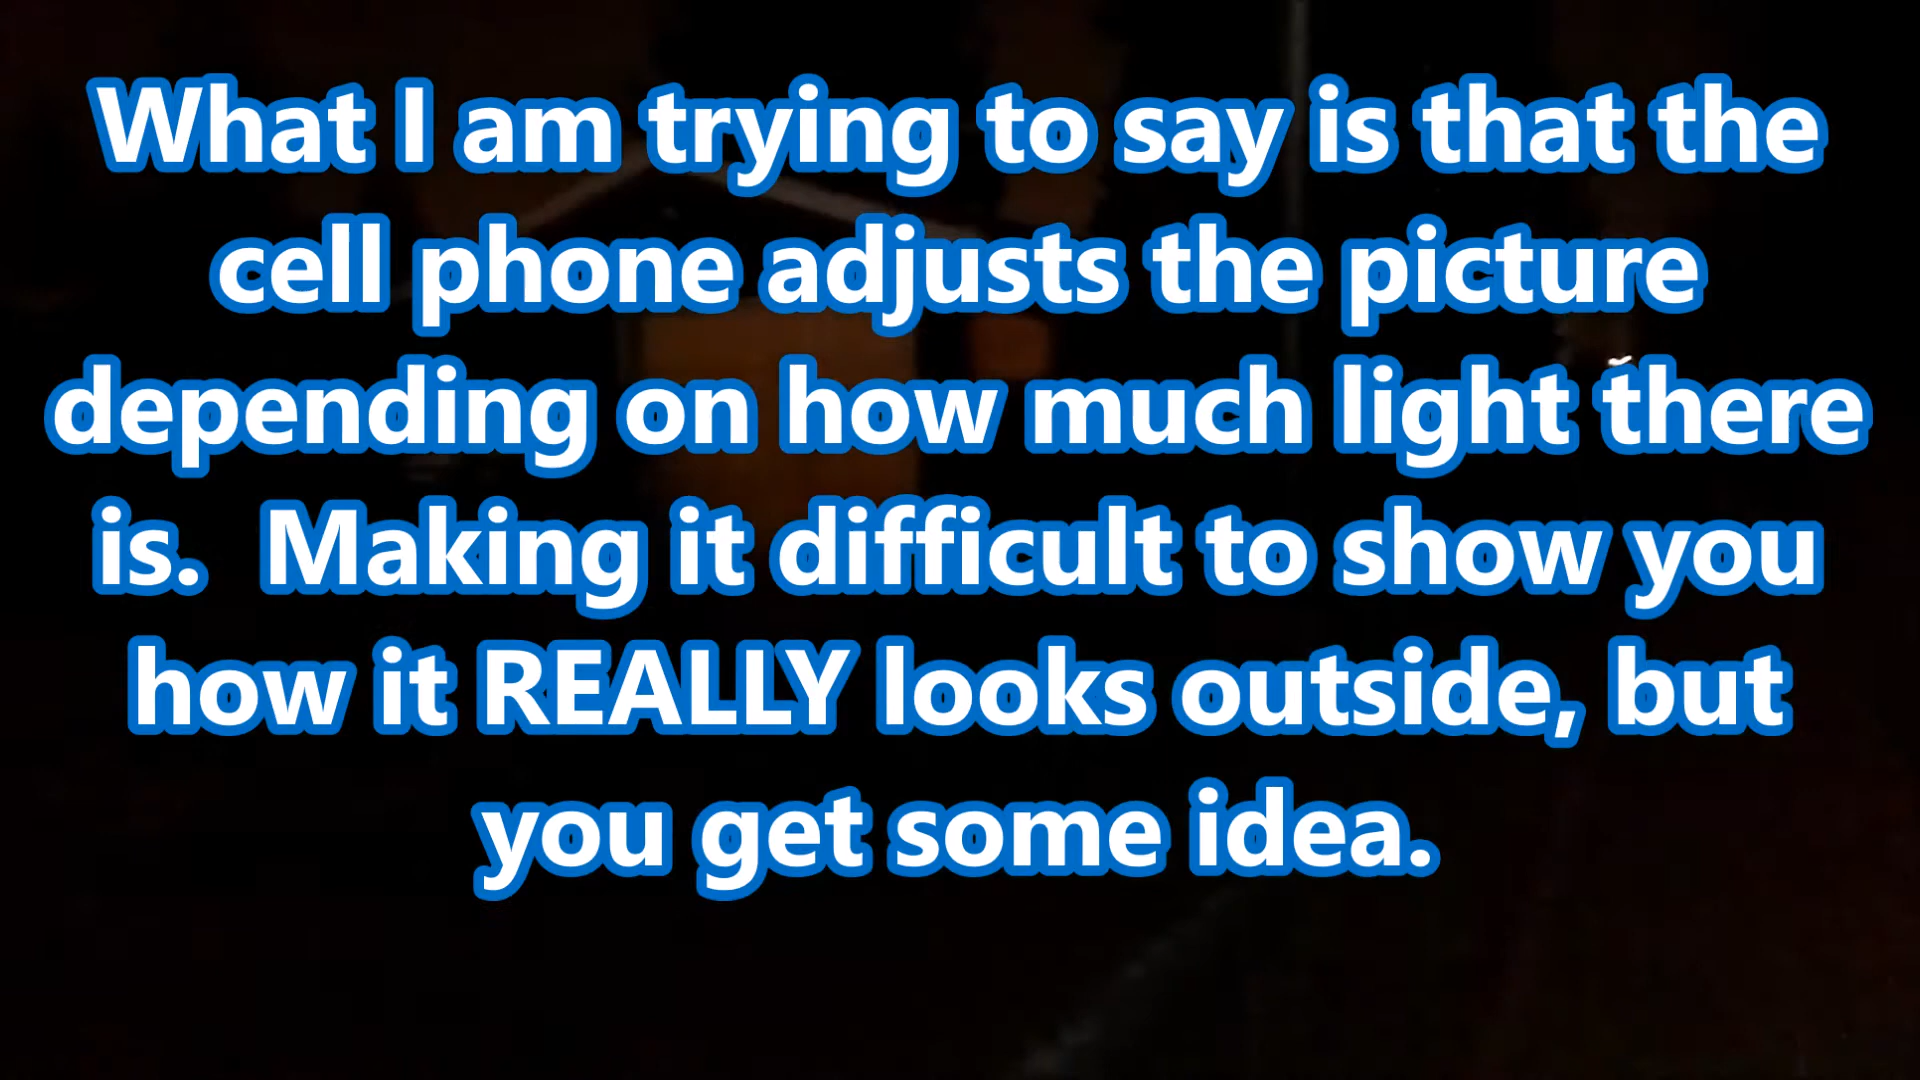 What I am trying to say is that the
cell phone adjusts the picture
depending on how much light there
is.  Making it difficult to show you
how it REALLY looks outside, but
you get some idea.